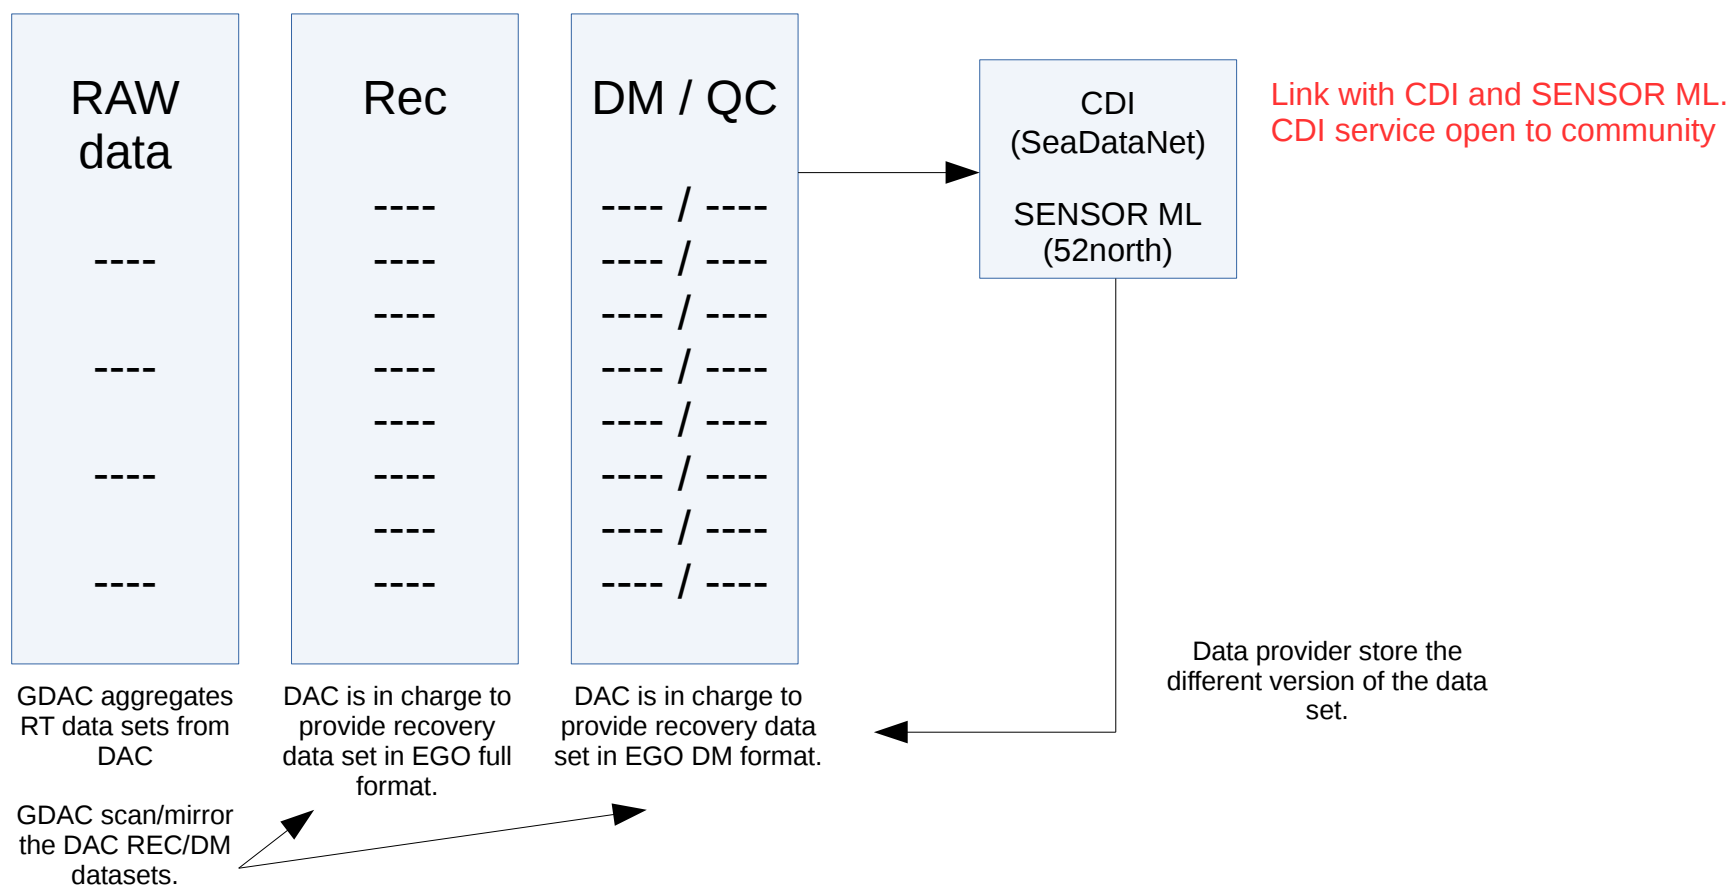 RAW
data
----
----
----
----
Rec
----
----
----
----
----
----
----
----
DM / QC
---- / ----
---- / ----
---- / ----
---- / ----
---- / ----
---- / ----
---- / ----
---- / ----
CDI
(SeaDataNet)
SENSOR ML
(52north)
Link with CDI and SENSOR ML.
CDI service open to community
GDAC aggregates
RT data sets from
DAC
DAC is in charge to
provide recovery
data set in EGO full
format.
DAC is in charge to
provide recovery data
set in EGO DM format.
Data provider store the
different version of the data
set.
GDAC scan/mirror
the DAC REC/DM
datasets.